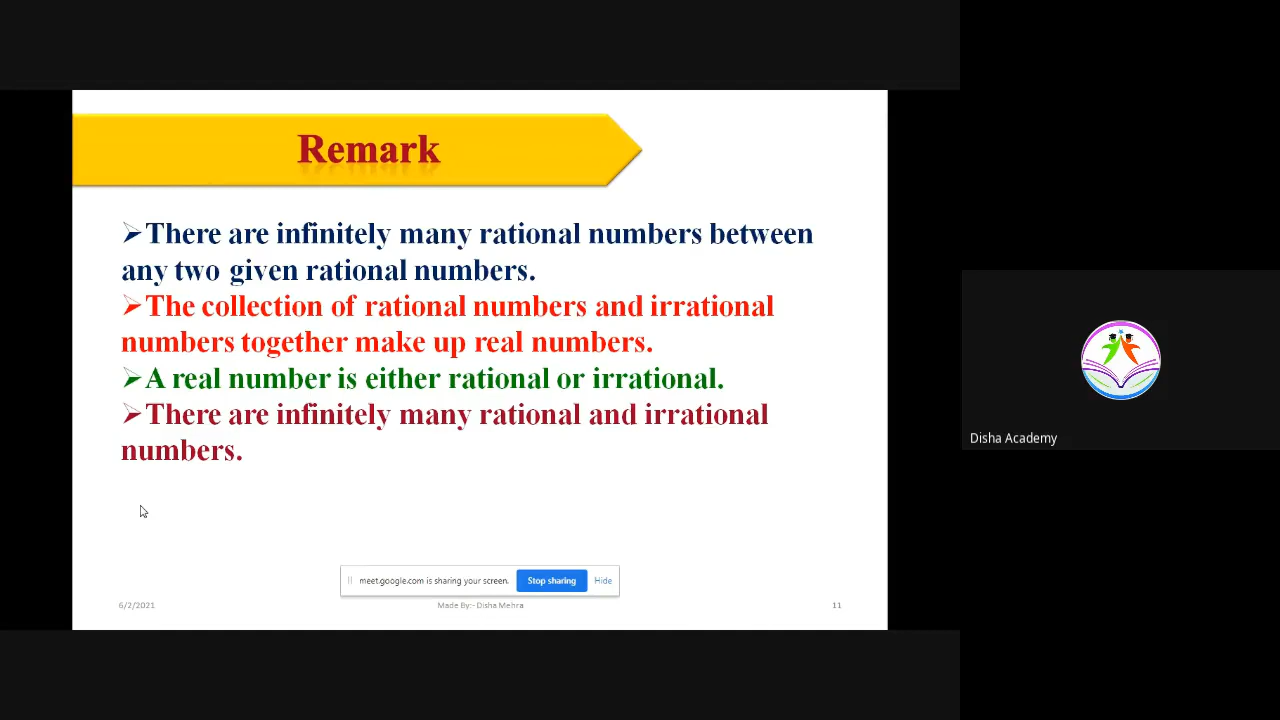 Remark
➢There are infinitely many rational numbers between
any two given rational numbers.
➢The collection of rational numbers and irrational
numbers together make up real numbers.
➢A real number is either rational or irrational.
➢There are infinitely many rational and irrational
numbers.
meet.google.com is sharing your screen. Stop sharing Hide
6/2/2021 Made By:- Disha Mehra 11
Disha Academy